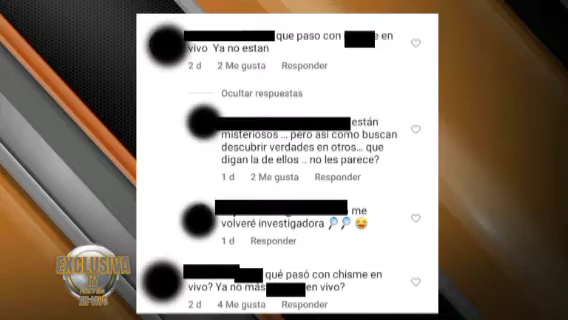 que paso con e en
vivo Ya no estan
2 d 2 Me gusta Responder
Ocultar respuestas
están
misteriosos ... pero así como buscan
descubrir verdades en otros... que
digan la de ellos .. no les parece?
1 d 2 Me gusta Responder
me
volveré investigadora 🔎🔎😂
1 d Responder
qué pasó con chisme en
vivo? Ya no más en vivo?
2 d 4 Me gusta Responder
EXCLUSIVA